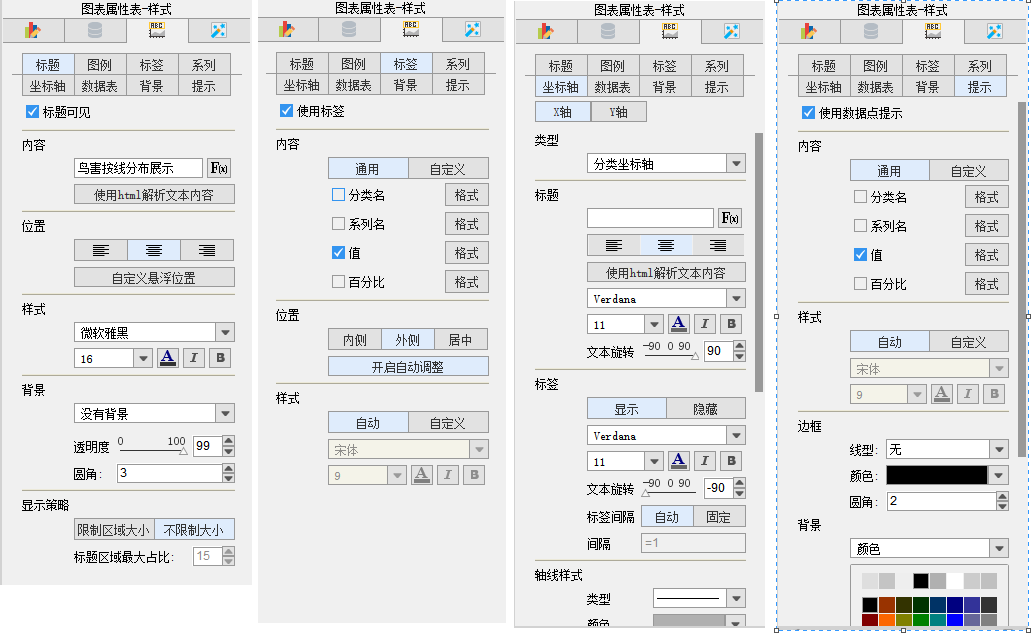 图表属性表-样式
ABC
标题 图例 标签 系列
坐标轴 数据表 背景 提示
标题可见
内容
鸟害接线分布展示 F(x)
使用html解析文本内容
位置
自定义悬浮位置
样式
微软雅黑
16 A I B
背景
没有背景
透明度 0 100 99
圆角: 3
显示策略
限制区域大小 不限制大小
标题区域最大占比: 15
图表属性表-样式
ABC
标题 图例 标签 系列
坐标轴 数据表 背景 提示
使用标签
内容
通用 自定义
分类名 格式
系列名 格式
值 格式
百分比 格式
位置
内侧 外侧 居中
开启自动调整
样式
自动 自定义
宋体
9 A I B
图表属性表-样式
ABC
标题 图例 标签 系列
坐标轴 数据表 背景 提示
X轴 Y轴
类型
分类坐标轴
标题
F(x)
使用html解析文本内容
Verdana
11 A I B
文本旋转 -90 0 90 90
标签
显示 隐藏
Verdana
11 A I B
文本旋转 -90 0 90 -90
标签间隔 自动 固定
间隔 =1
轴线样式
类型
颜色
图表属性表-样式
ABC
标题 图例 标签 系列
坐标轴 数据表 背景 提示
使用数据点提示
内容
通用 自定义
分类名 格式
系列名 格式
值 格式
百分比 格式
样式
自动 自定义
宋体
9 A I B
边框
线型: 无
颜色:
圆角: 2
背景
颜色